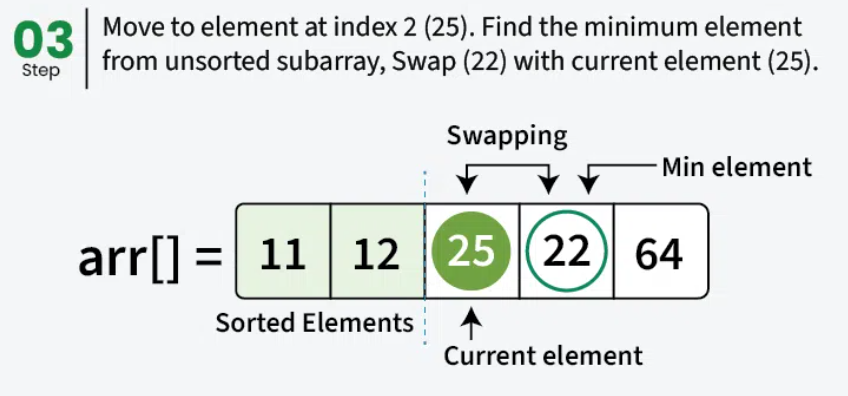 03
Step
Move to element at index 2 (25). Find the minimum element
from unsorted subarray, Swap (22) with current element (25).
Swapping
Min element
arr[] = 11 12 25 22 64
Sorted Elements
Current element